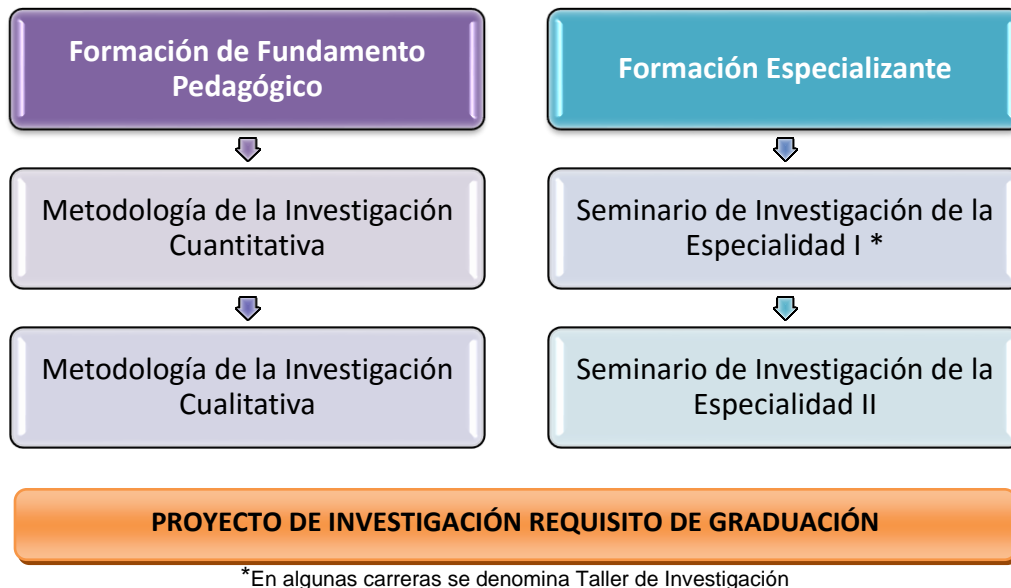 Formación de Fundamento
Pedagógico
Metodología de la Investigación
Cuantitativa
Metodología de la Investigación
Cualitativa
Formación Especializante
Seminario de Investigación de la
Especialidad I *
Seminario de Investigación de la
Especialidad II
PROYECTO DE INVESTIGACIÓN REQUISITO DE GRADUACIÓN
*En algunas carreras se denomina Taller de Investigación